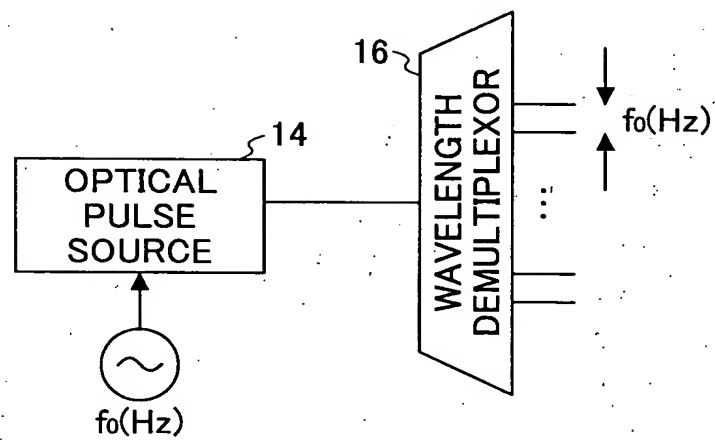 16
f0(Hz)
14
OPTICAL
PULSE
SOURCE
WAVELENGTH
DEMULTIPLEXOR
f0(Hz)